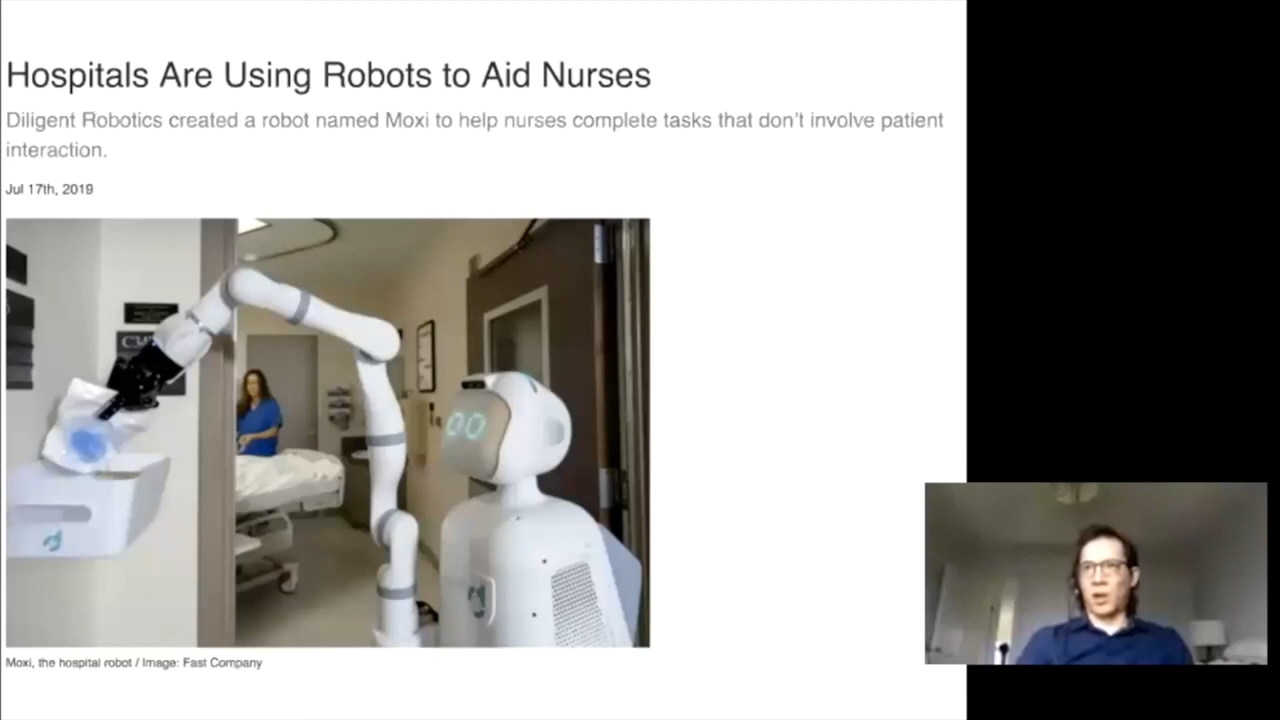 Hospitals Are Using Robots to Aid Nurses
Diligent Robotics created a robot named Moxi to help nurses complete tasks that don't involve patient
interaction.
Jul 17th, 2019
Moxi, the hospital robot / Image: Fast Company